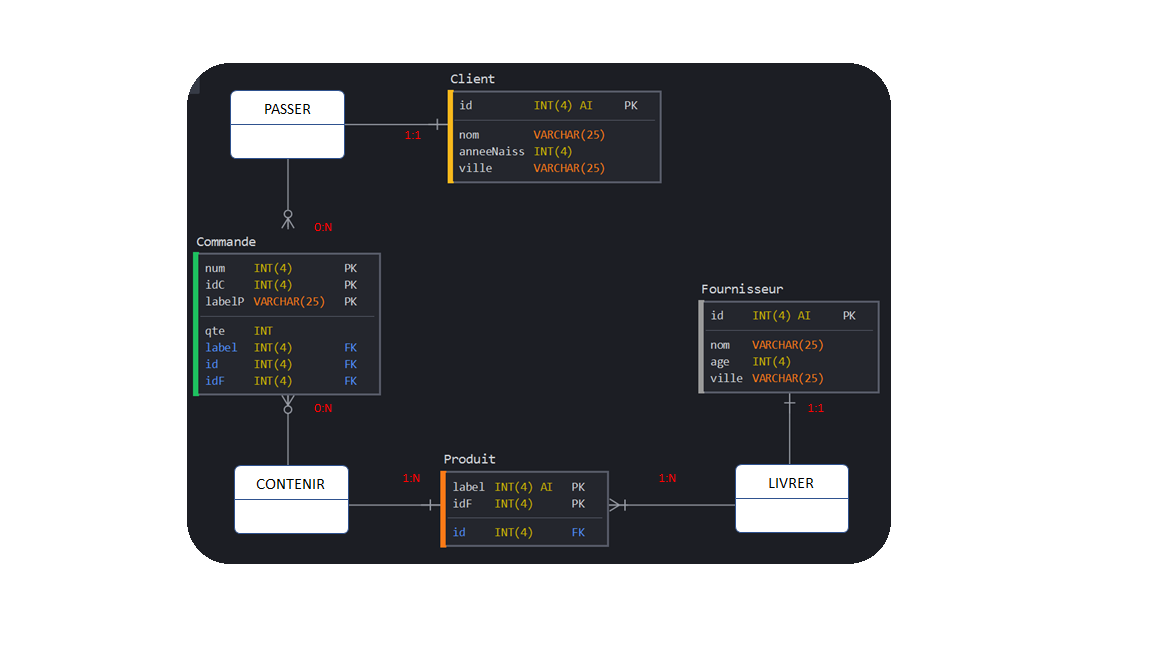 Client
id INT(4) AI PK
nom VARCHAR(25)
anneeNaiss INT(4)
ville VARCHAR(25)
PASSER
1:1
0:N
Commande
num INT(4) PK
idC INT(4) PK
labelP VARCHAR(25) PK
qte INT
label INT(4) FK
id INT(4) FK
idF INT(4) FK
Fournisseur
id INT(4) AI PK
nom VARCHAR(25)
age INT(4)
ville VARCHAR(25)
0:N
1:1
CONTENIR
1:N
Produit
label INT(4) AI PK
idF INT(4) PK
id INT(4) FK
1:N
LIVRER